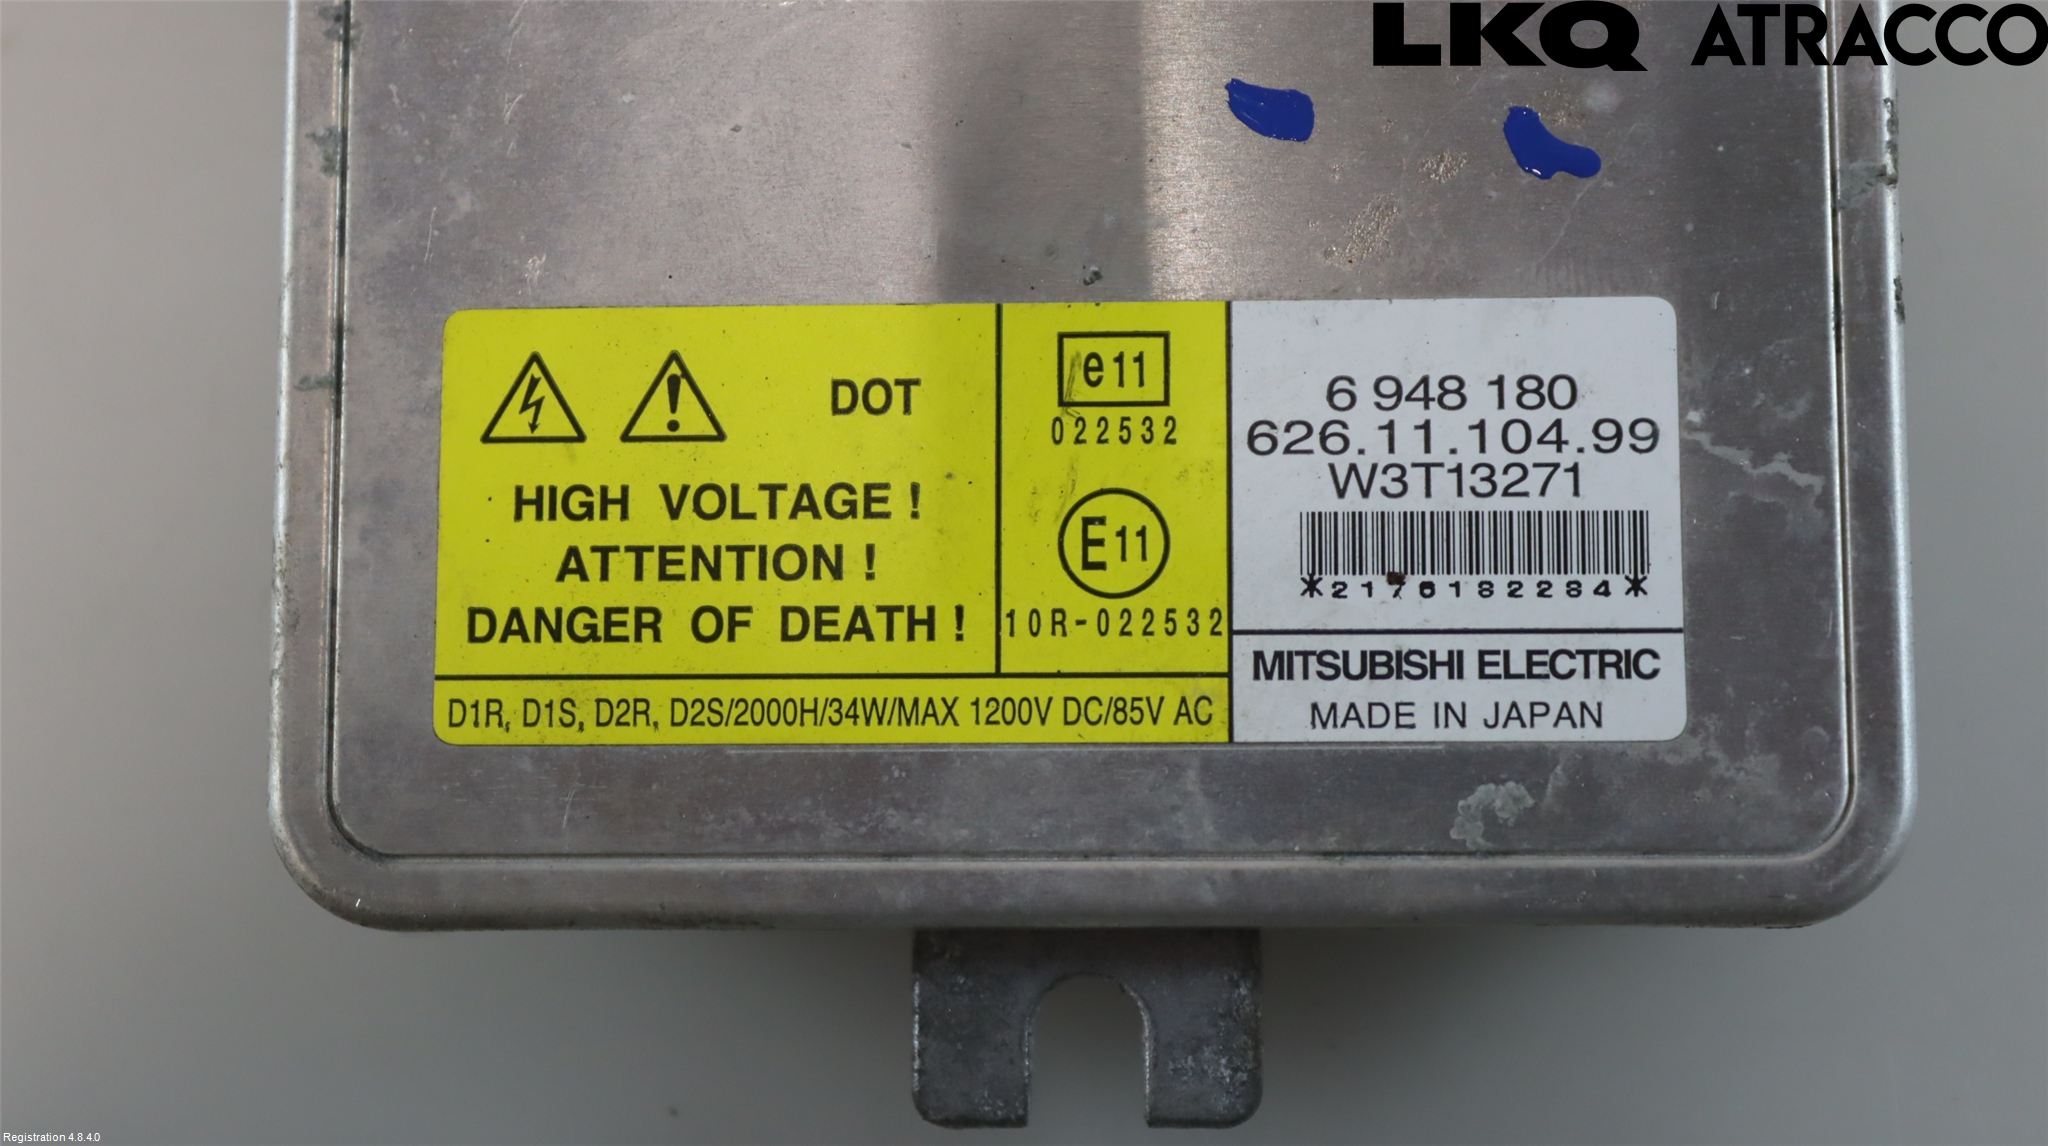 LKQ ATRACCO
DOT
HIGH VOLTAGE !
ATTENTION !
DANGER OF DEATH !
e11
022532
E11
10R-022532
D1R, D1S, D2R, D2S/2000H/34W/MAX 1200V DC/85V AC
6 948 180
626.11.104.99
W3T13271
*2176182284*
MITSUBISHI ELECTRIC
MADE IN JAPAN
Registration 4.8.4.0